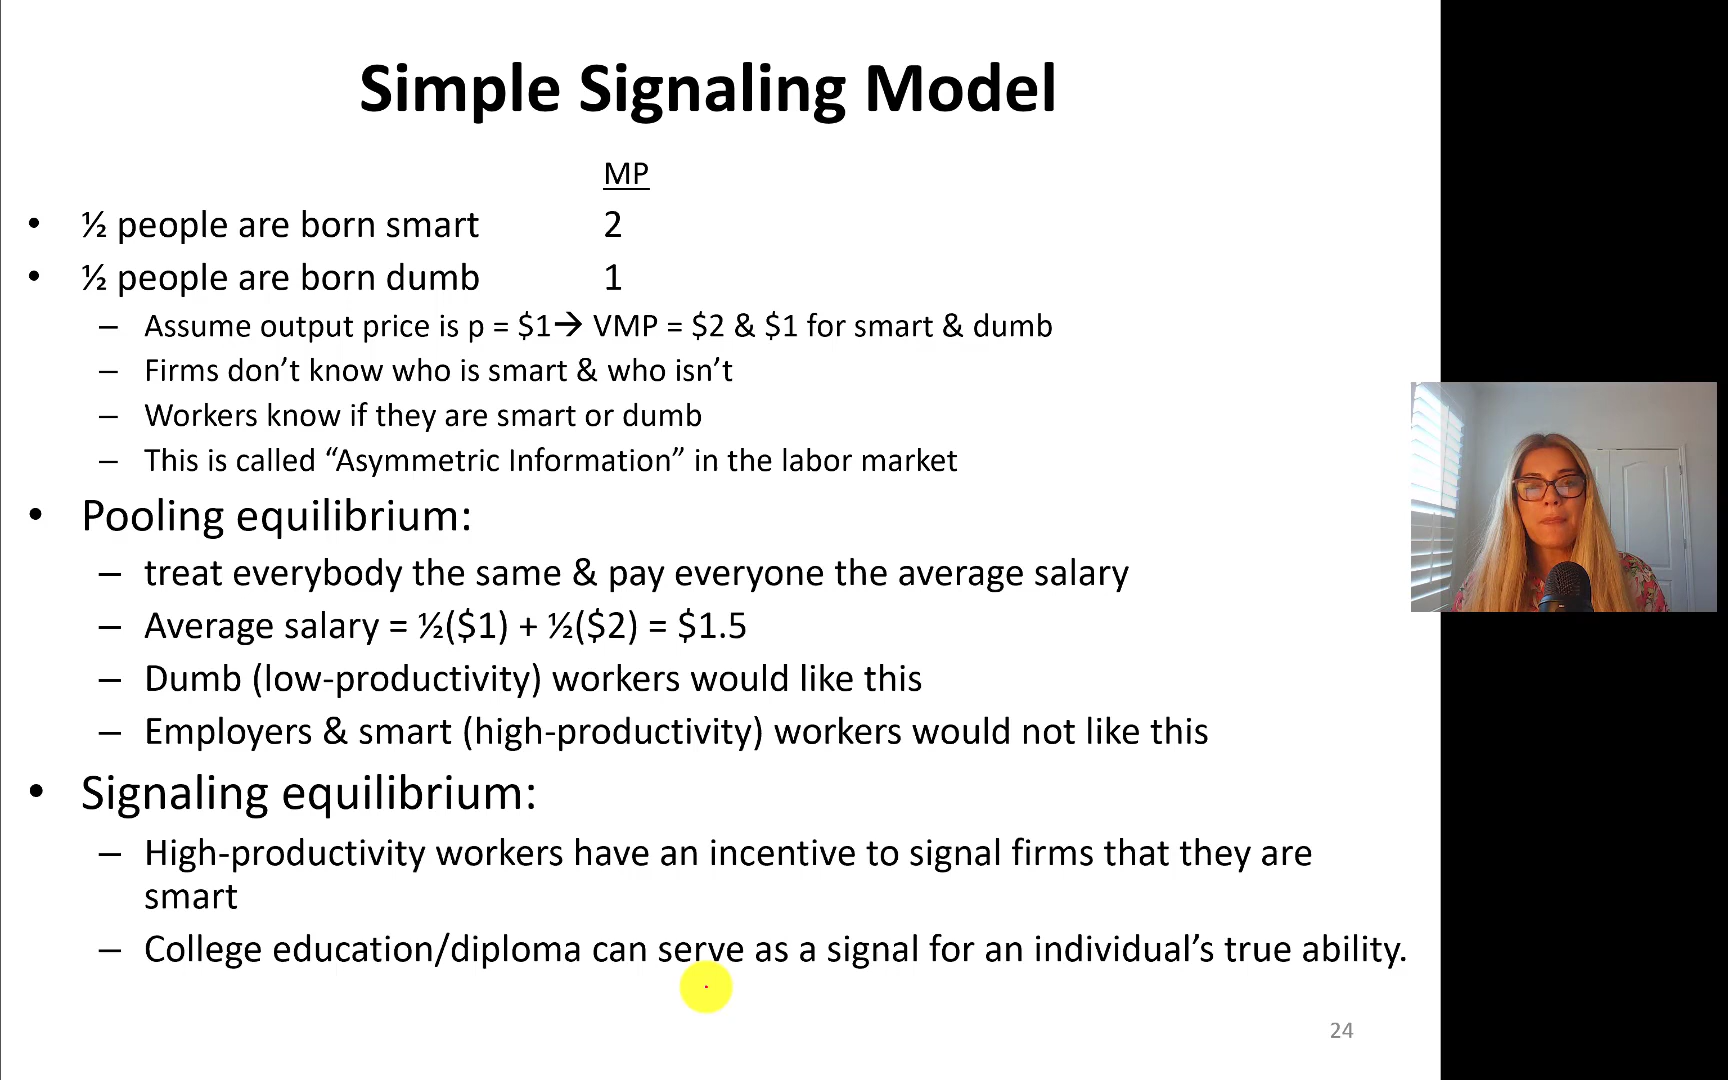 Simple Signaling Model
MP
• ½ people are born smart 2
• ½ people are born dumb 1
– Assume output price is p = $1→ VMP = $2 & $1 for smart & dumb
– Firms don’t know who is smart & who isn’t
– Workers know if they are smart or dumb
– This is called “Asymmetric Information” in the labor market
• Pooling equilibrium:
– treat everybody the same & pay everyone the average salary
– Average salary = ½($1) + ½($2) = $1.5
– Dumb (low-productivity) workers would like this
– Employers & smart (high-productivity) workers would not like this
• Signaling equilibrium:
– High-productivity workers have an incentive to signal firms that they are
smart
– College education/diploma can serve as a signal for an individual’s true ability.
24